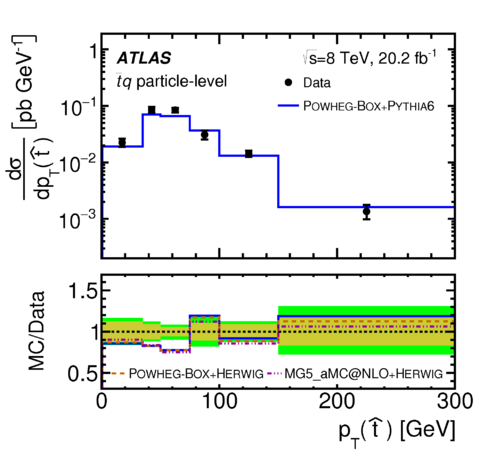 ATLAS
√s=8 TeV, 20.2 fb⁻¹
t̄q particle-level
Data
POWHEG-BOX+PYTHIA6
dσ/dp_T(t̂) [pb GeV⁻¹]
1
10⁻¹
10⁻²
10⁻³
MC/Data
1.5
1
0.5
POWHEG-BOX+HERWIG
MG5_aMC@NLO+HERWIG
0 100 200 300
p_T(t̂) [GeV]